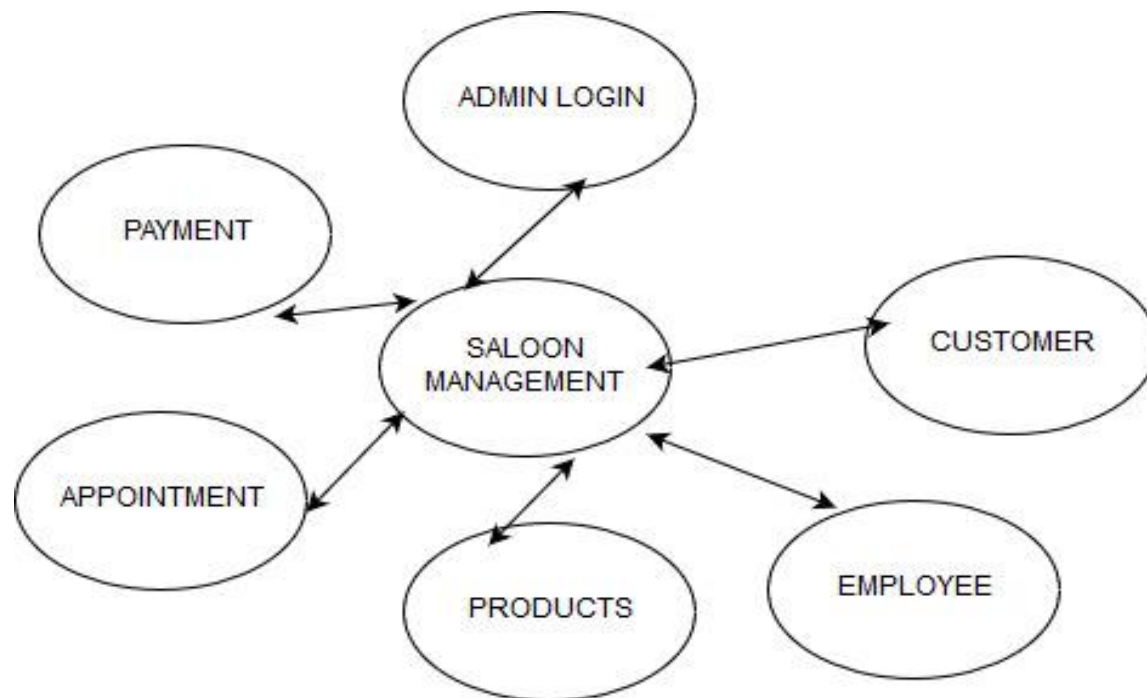 ADMIN LOGIN
PAYMENT
SALOON
MANAGEMENT
CUSTOMER
APPOINTMENT
PRODUCTS
EMPLOYEE